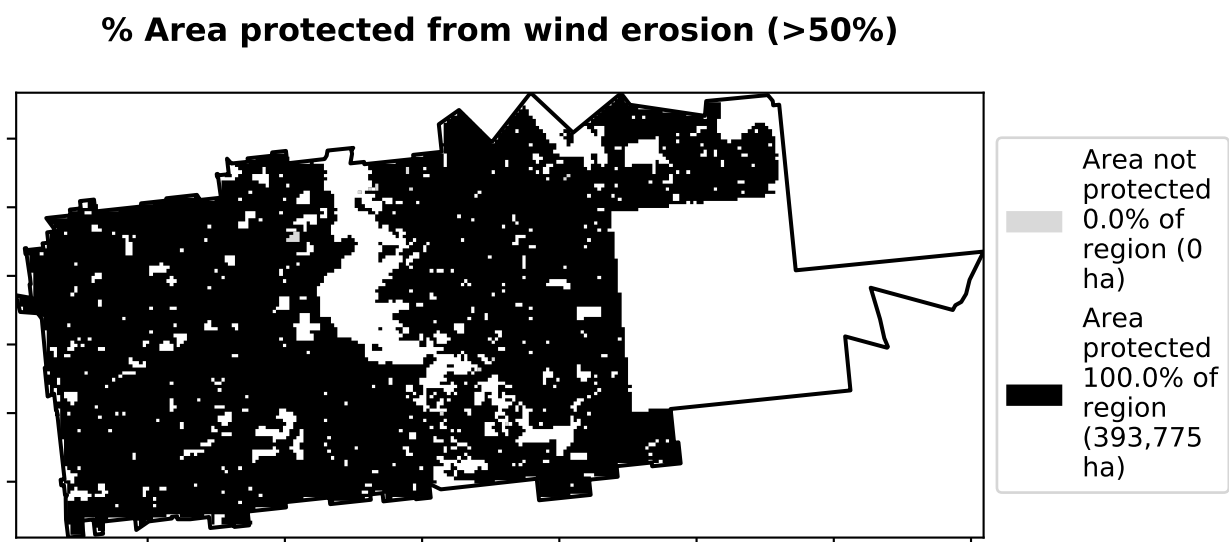 % Area protected from wind erosion (>50%)
Area not
protected
0.0% of
region (0
ha)
Area
protected
100.0% of
region
(393,775
ha)